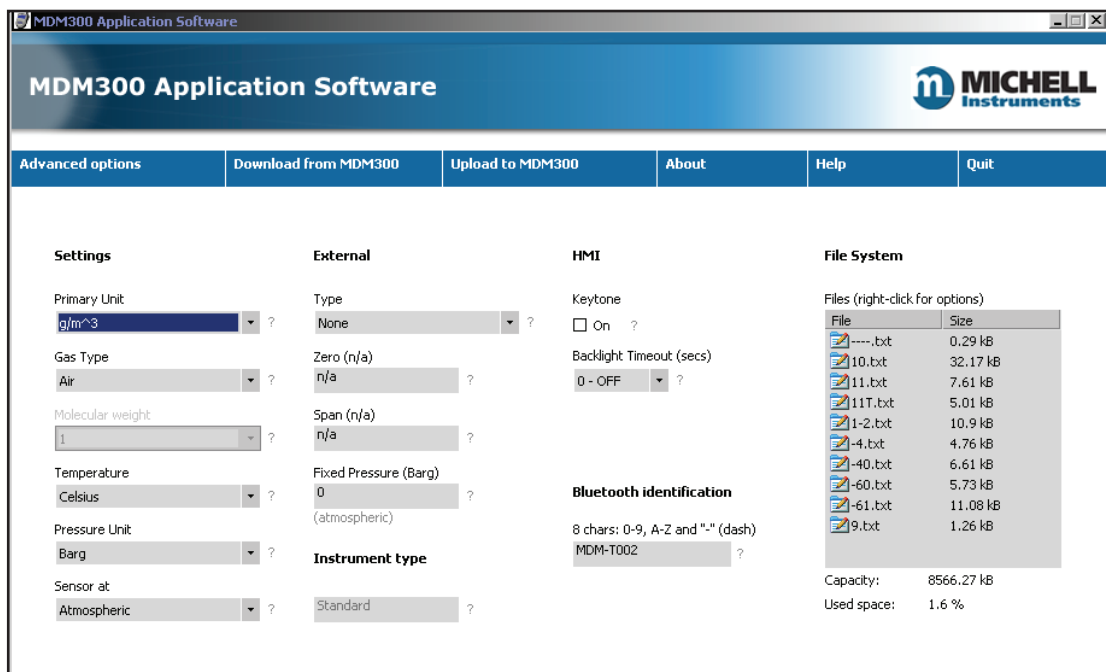 MDM300 Application Software
MDM300 Application Software
m MICHELL
Instruments
Advanced options Download from MDM300 Upload to MDM300 About Help Quit
Settings
Primary Unit
g/m^3 ?
Gas Type
Air ?
Molecular weight
1 ?
Temperature
Celsius ?
Pressure Unit
Barg ?
Sensor at
Atmospheric ?
External
Type
None ?
Zero (n/a)
n/a ?
Span (n/a)
n/a ?
Fixed Pressure (Barg)
0 ?
(atmospheric)
Instrument type
Standard ?
HMI
Keytone
On ?
Backlight Timeout (secs)
0 - OFF ?
Bluetooth identification
8 chars: 0-9, A-Z and "-" (dash)
MDM-T002 ?
File System
Files (right-click for options)
File Size
----.txt 0.29 kB
10.txt 32.17 kB
11.txt 7.61 kB
11T.txt 5.01 kB
1-2.txt 10.9 kB
-4.txt 4.76 kB
-40.txt 6.61 kB
-60.txt 5.73 kB
-61.txt 11.08 kB
9.txt 1.26 kB
Capacity: 8566.27 kB
Used space: 1.6 %